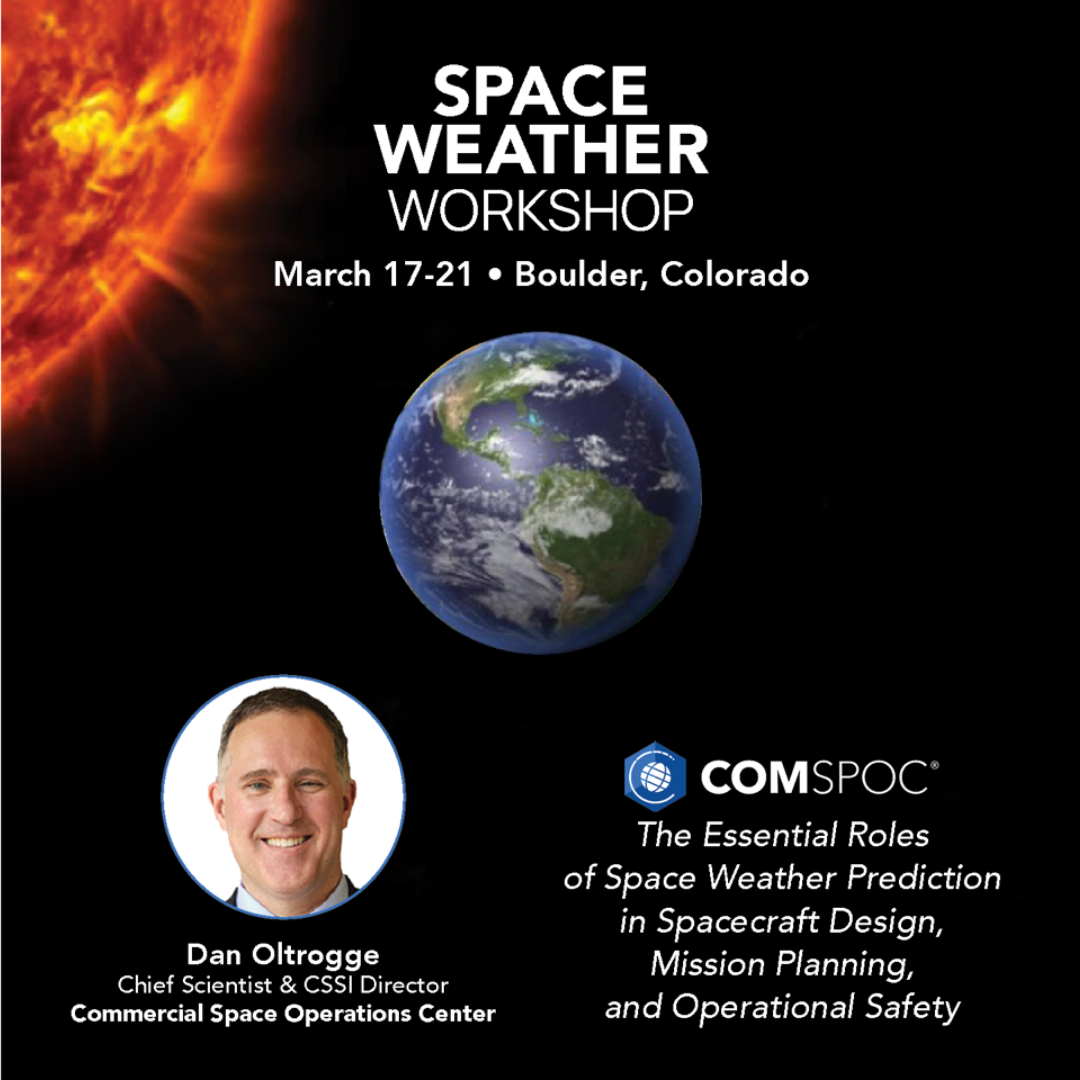 SPACE
WEATHER
WORKSHOP
March 17-21 • Boulder, Colorado
Dan Oltrogge
Chief Scientist & CSSI Director
Commercial Space Operations Center
COMSPOC®
The Essential Roles
of Space Weather Prediction
in Spacecraft Design,
Mission Planning,
and Operational Safety